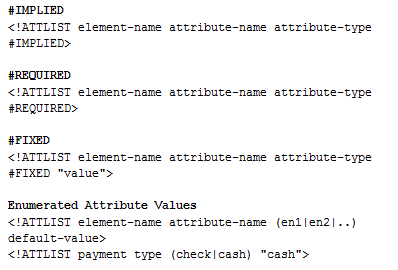 #IMPLIED
<!ATTLIST element-name attribute-name attribute-type
#IMPLIED>
#REQUIRED
<!ATTLIST element-name attribute-name attribute-type
#REQUIRED>
#FIXED
<!ATTLIST element-name attribute-name attribute-type
#FIXED "value">
Enumerated Attribute Values
<!ATTLIST element-name attribute-name (en1|en2|..)
default-value>
<!ATTLIST payment type (check|cash) "cash">